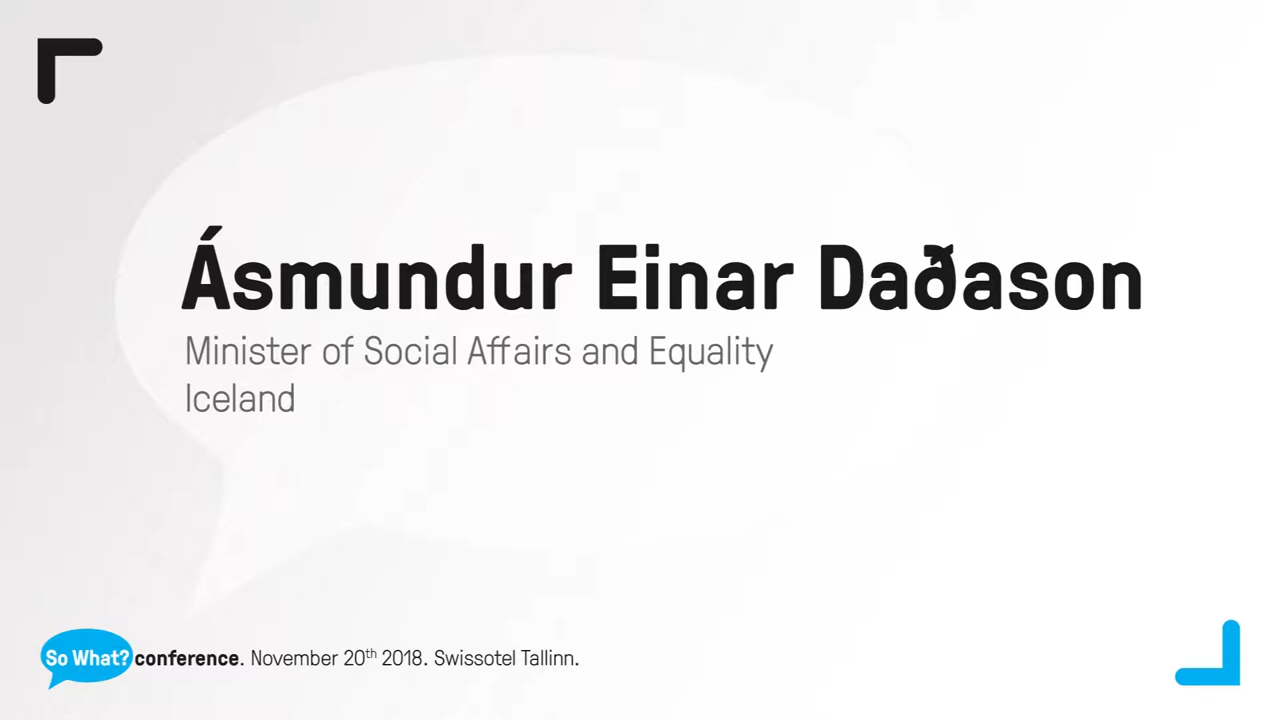 Ásmundur Einar Daðason
Minister of Social Affairs and Equality
Iceland
So What? conference. November 20th 2018. Swissotel Tallinn.